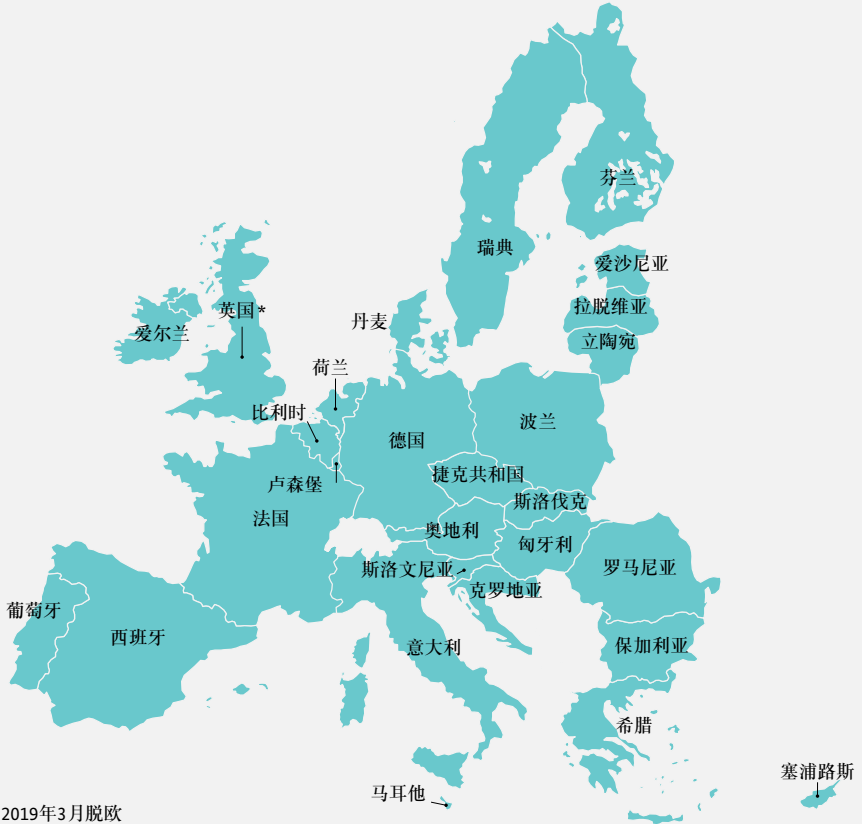 芬兰
瑞典
爱沙尼亚
拉脱维亚
英国*
丹麦
爱尔兰
立陶宛
荷兰
比利时
波兰
德国
捷克共和国
卢森堡
斯洛伐克
法国
奥地利
匈牙利
斯洛文尼亚
罗马尼亚
克罗地亚
葡萄牙
西班牙
意大利
保加利亚
希腊
塞浦路斯
马耳他
2019年3月脱欧